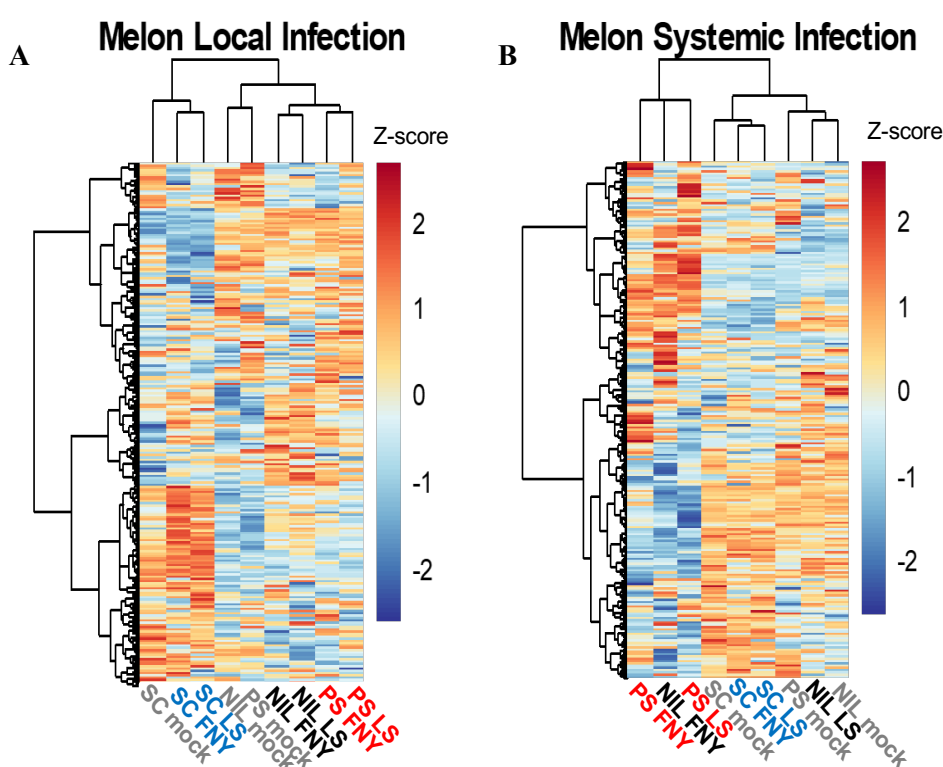 A
Melon Local Infection
Z-score
2
1
0
-1
-2
SC mock
SC FNY
SC LS
NIL mock
PS mock
NIL FNY
NIL LS
PS FNY
PS LS
B
Melon Systemic Infection
Z-score
2
1
0
-1
-2
PS FNY
NIL FNY
PS LS
SC mock
SC FNY
SC LS
PS mock
NIL LS
NIL mock